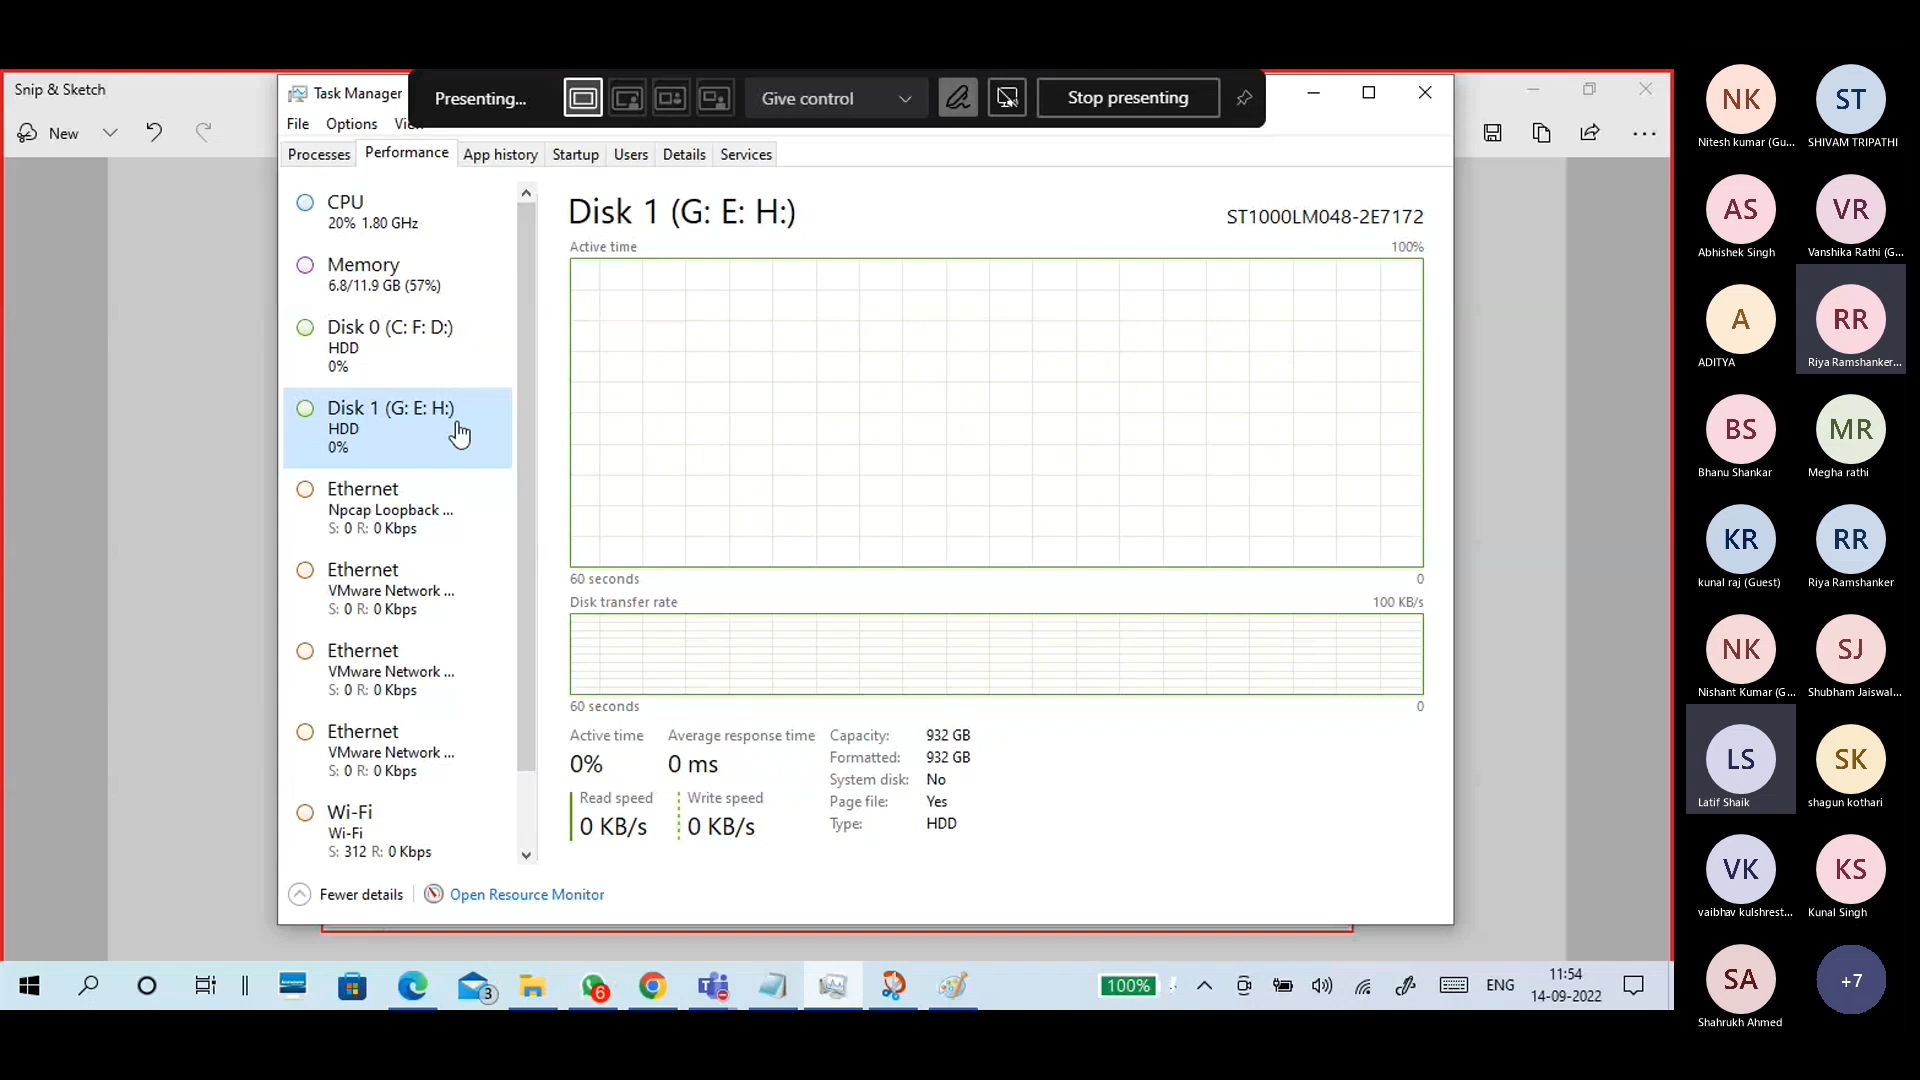 Snip & Sketch
New
Task Manager
Presenting...
Give control
Stop presenting
File Options
Processes Performance App history Startup Users Details Services
CPU
20% 1.80 GHz
Memory
6.8/11.9 GB (57%)
Disk 0 (C: F: D:)
HDD
0%
Disk 1 (G: E: H:)
HDD
0%
Ethernet
Npcap Loopback ...
S: 0 R: 0 Kbps
Ethernet
VMware Network ...
S: 0 R: 0 Kbps
Ethernet
VMware Network ...
S: 0 R: 0 Kbps
Ethernet
VMware Network ...
S: 0 R: 0 Kbps
Wi-Fi
Wi-Fi
S: 312 R: 0 Kbps
Disk 1 (G: E: H:) ST1000LM048-2E7172
Active time 100%
60 seconds 0
Disk transfer rate 100 KB/s
60 seconds 0
Active time Average response time
0% 0 ms
Read speed Write speed
0 KB/s 0 KB/s
Capacity: 932 GB
Formatted: 932 GB
System disk: No
Page file: Yes
Type: HDD
Fewer details Open Resource Monitor
3
6
100%
ENG
11:54
14-09-2022
NK ST
Nitesh kumar (Gu... SHIVAM TRIPATHI
AS VR
Abhishek Singh Vanshika Rathi (G...
A RR
ADITYA Riya Ramshanker...
BS MR
Bhanu Shankar Megha rathi
KR RR
kunal raj (Guest) Riya Ramshanker
NK SJ
Nishant Kumar (G... Shubham Jaiswal...
LS SK
Latif Shaik shagun kothari
VK KS
vaibhav kulshrest... Kunal Singh
SA +7
Shahrukh Ahmed